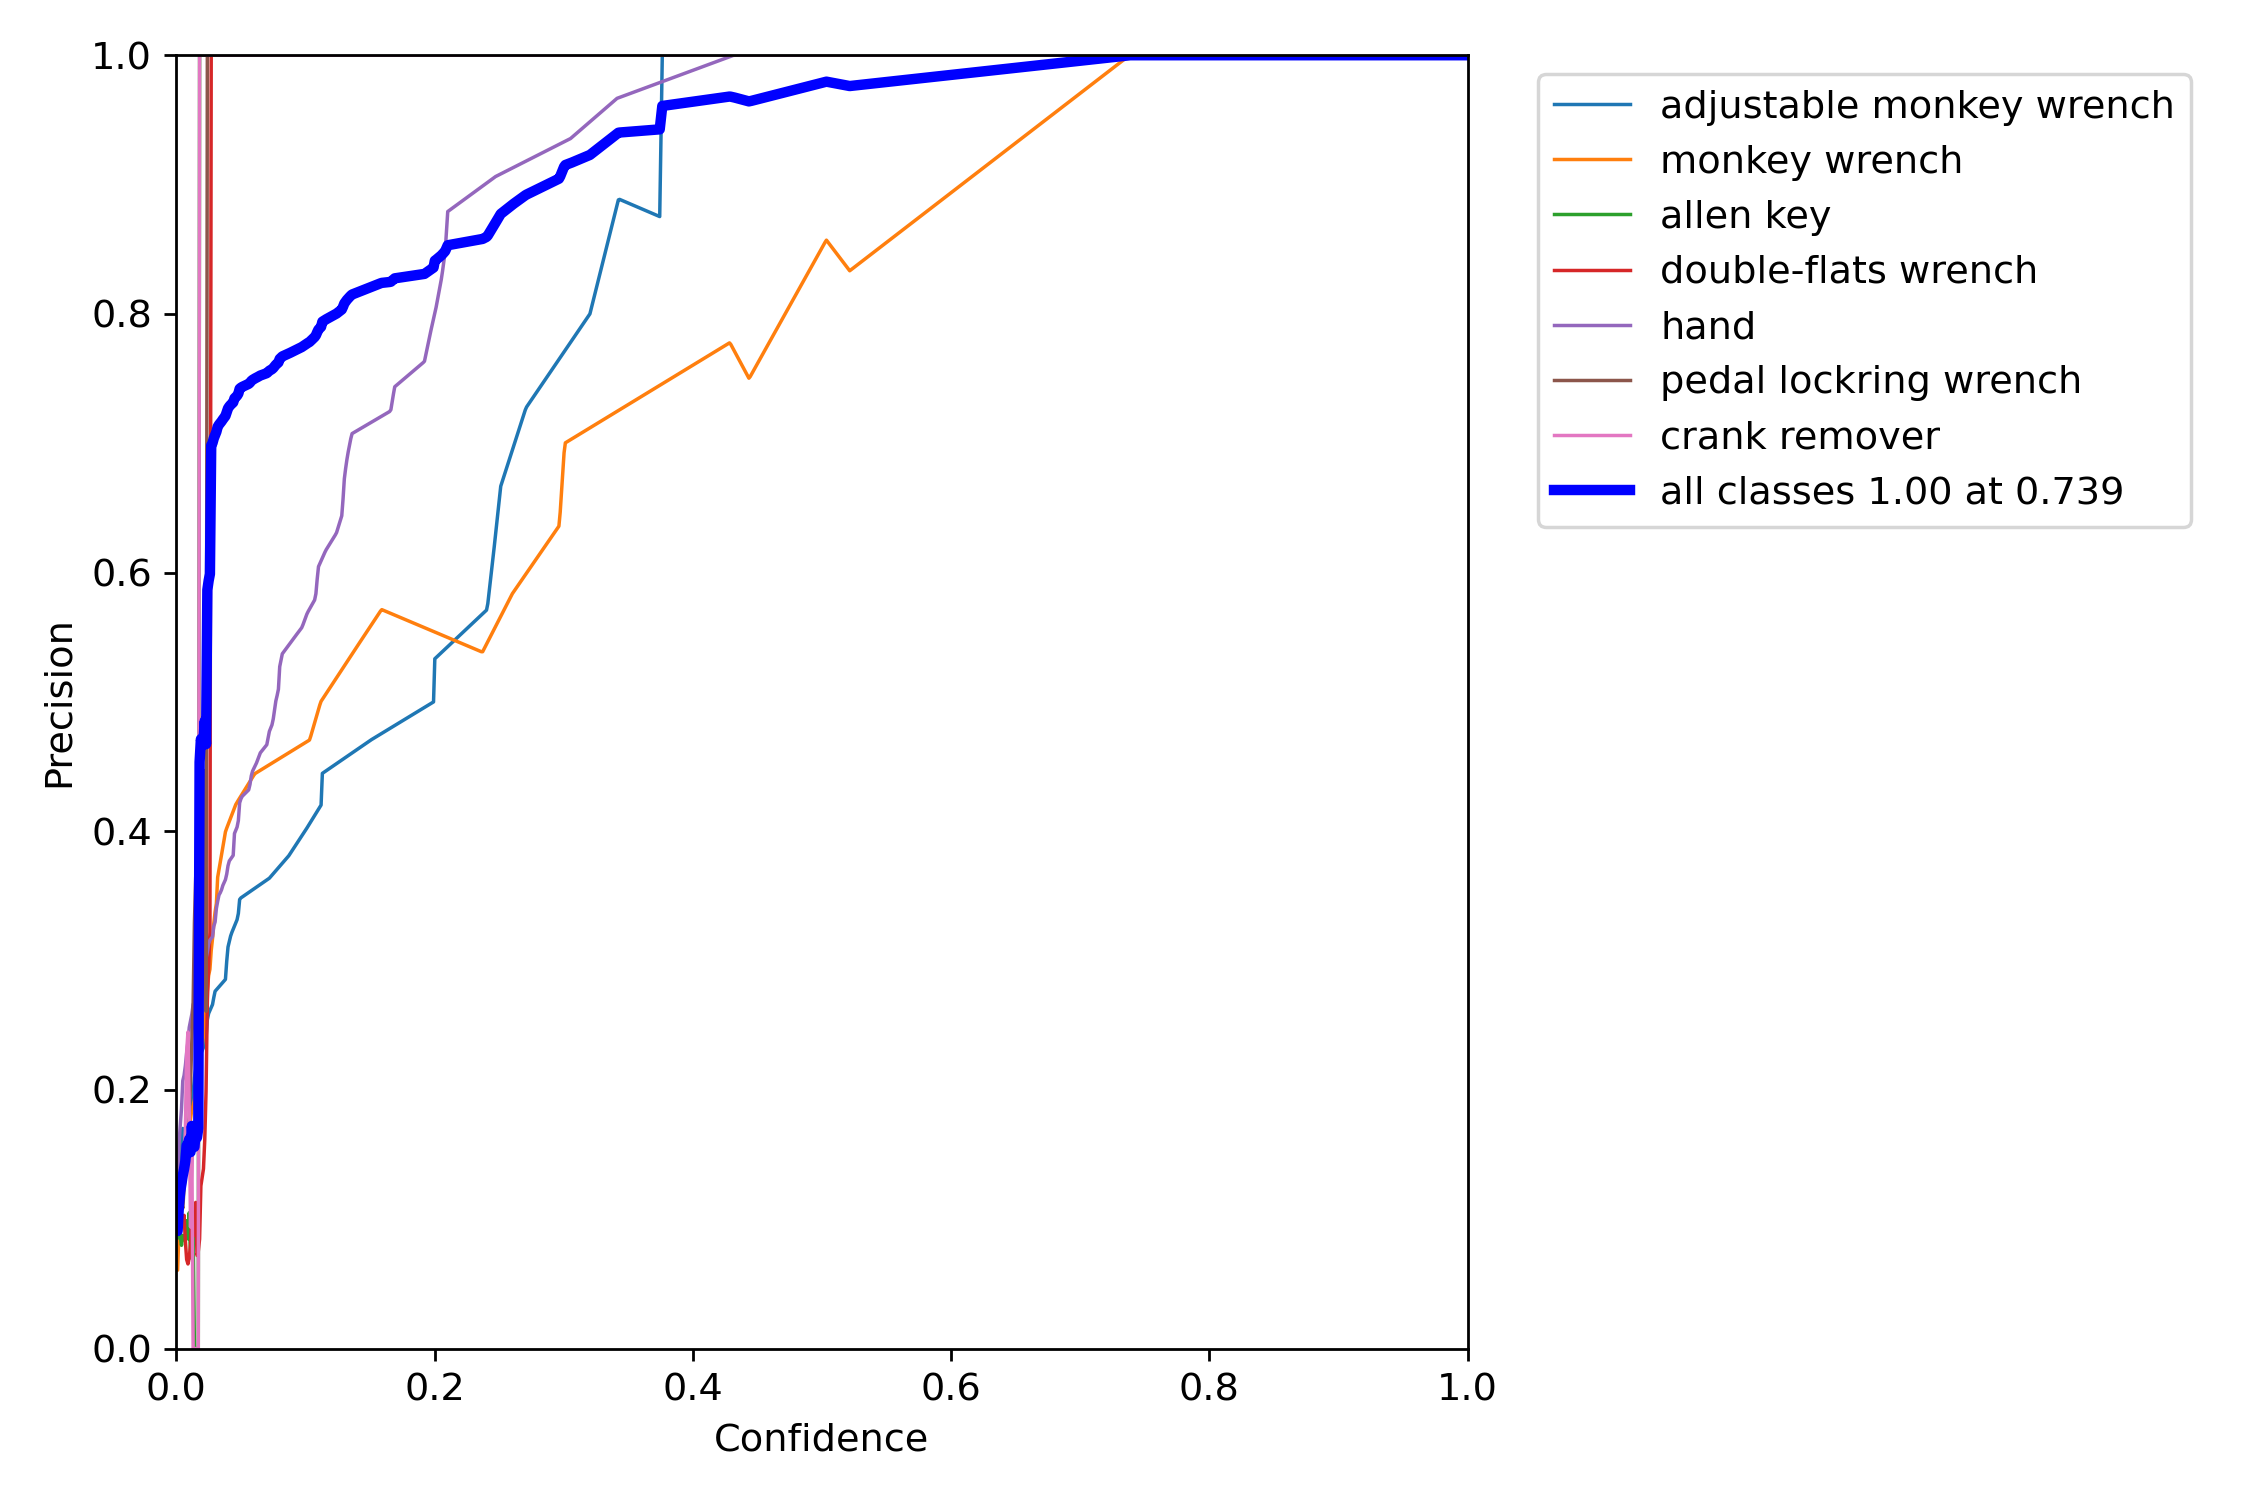 1.0
0.8
0.6
0.4
0.2
0.0
Precision
0.0 0.2 0.4 0.6 0.8 1.0
Confidence
adjustable monkey wrench
monkey wrench
allen key
double-flats wrench
hand
pedal lockring wrench
crank remover
all classes 1.00 at 0.739